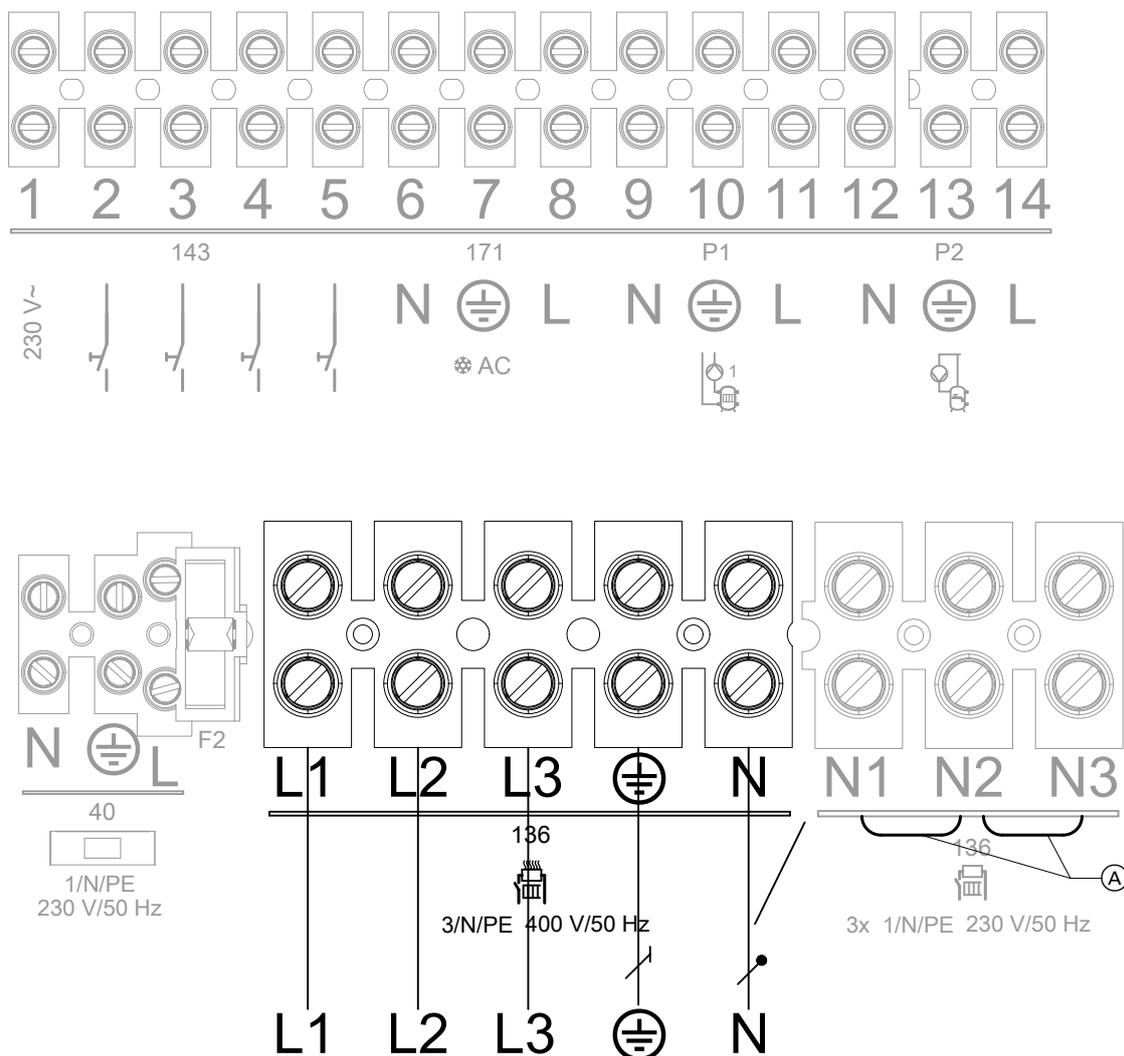 1 2 3 4 5 6 7 8 9 10 11 12 13 14
143 171 P1 P2
230 V~
N L N L N L
AC
1
N L F2
L1 L2 L3 N N1 N2 N3
40
136 136
A
1/N/PE
230 V/50 Hz
3/N/PE 400 V/50 Hz
3x 1/N/PE 230 V/50 Hz
L1 L2 L3 N